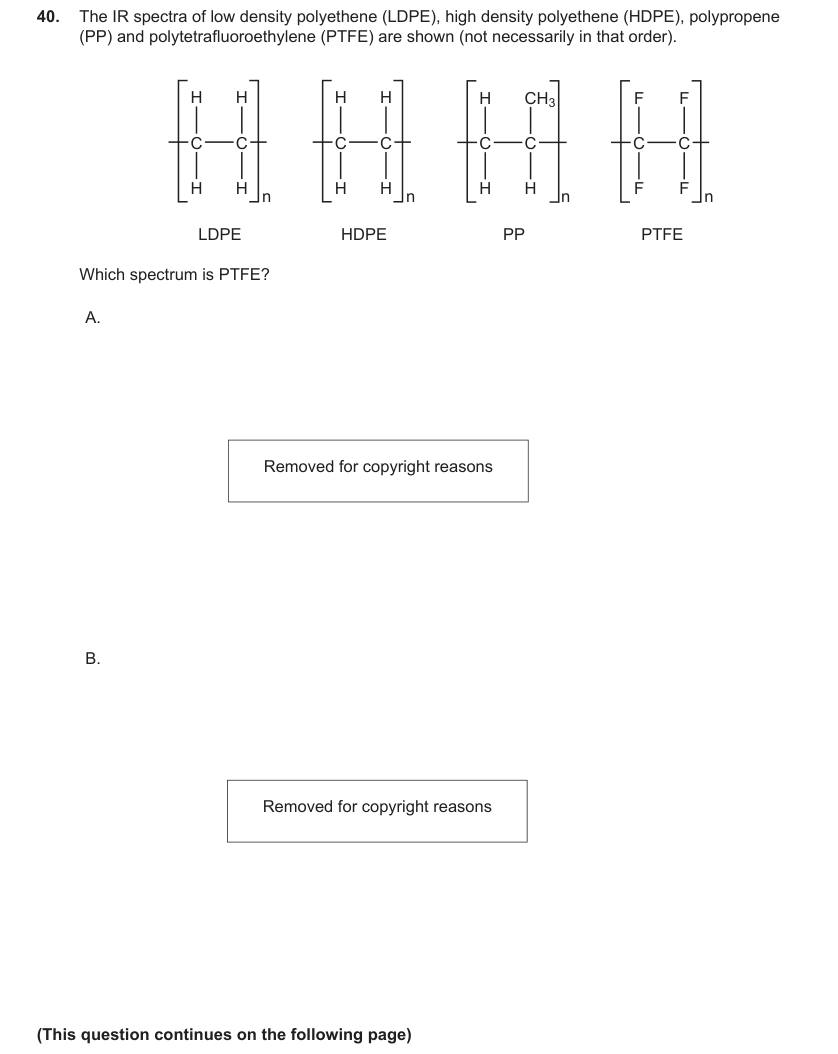 40. The IR spectra of low density polyethene (LDPE), high density polyethene (HDPE), polypropene
(PP) and polytetrafluoroethylene (PTFE) are shown (not necessarily in that order).
H H H H H CH3 F F
C C C C C C C C
H H n H H n H H n F F n
LDPE HDPE PP PTFE
Which spectrum is PTFE?
A.
Removed for copyright reasons
B.
Removed for copyright reasons
(This question continues on the following page)